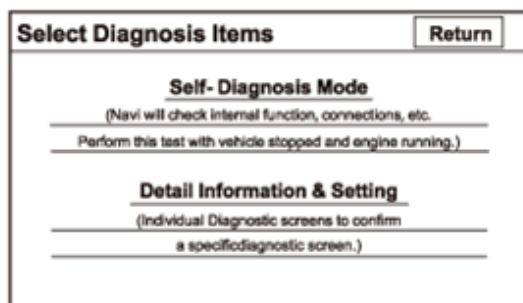 Select Diagnosis Items
Return
Self- Diagnosis Mode
(Navi will check internal function, connections, etc.
Perform this test with vehicle stopped and engine running.)
Detail Information & Setting
(Individual Diagnostic screens to confirm
a specificdiagnostic screen.)